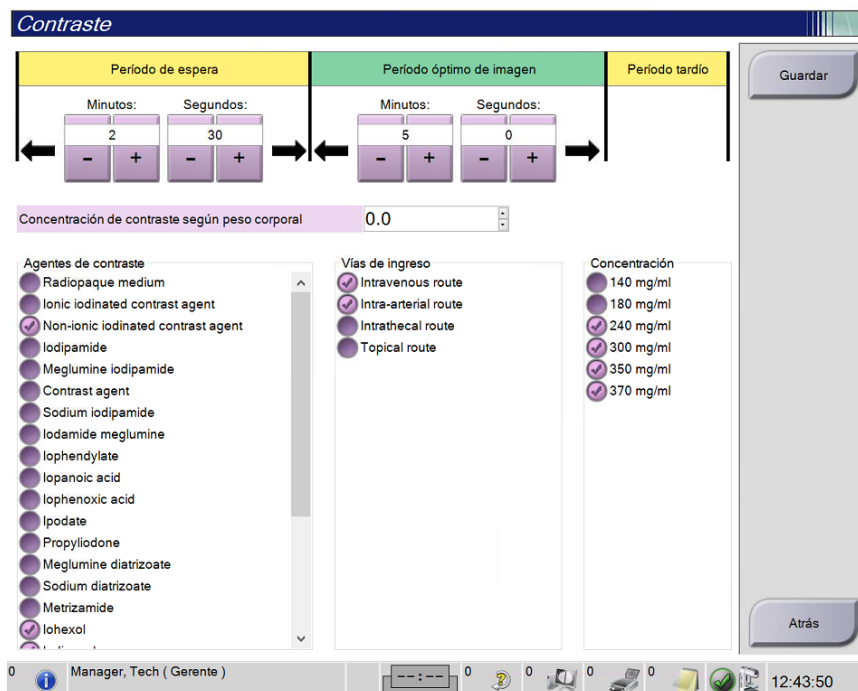 Contraste
Período de espera
Período óptimo de imagen
Período tardío
Guardar
Minutos:
Segundos:
Minutos:
Segundos:
2
30
5
0
- + - + - + - +
Concentración de contraste según peso corporal
0.0
Agentes de contraste
Radiopaque medium
Ionic iodinated contrast agent
Non-ionic iodinated contrast agent
Iodipamide
Meglumine iodipamide
Contrast agent
Sodium iodipamide
Iodamide meglumine
Iophendylate
Iopanoic acid
Iophenoxic acid
Ipodate
Propyliodone
Meglumine diatrizoate
Sodium diatrizoate
Metrizamide
Iohexol
Vías de ingreso
Intravenous route
Intra-arterial route
Intrathecal route
Topical route
Concentración
140 mg/ml
180 mg/ml
240 mg/ml
300 mg/ml
350 mg/ml
370 mg/ml
Atrás
0
Manager, Tech ( Gerente )
--:--
0
0
0
0
12:43:50